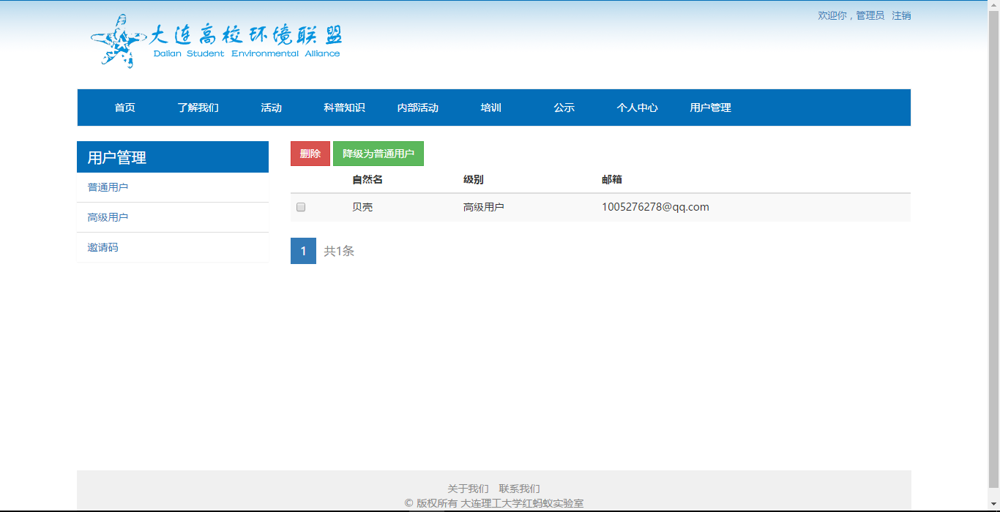 欢迎你，管理员 注销
大连高校环境联盟
Dalian Student Environmental Alliance
首页 了解我们 活动 科普知识 内部活动 培训 公示 个人中心 用户管理
用户管理
普通用户
高级用户
邀请码
删除 降级为普通用户
自然名 级别 邮箱
贝壳 高级用户 1005276278@qq.com
1 共1条
关于我们 联系我们
© 版权所有 大连理工大学红蚂蚁实验室